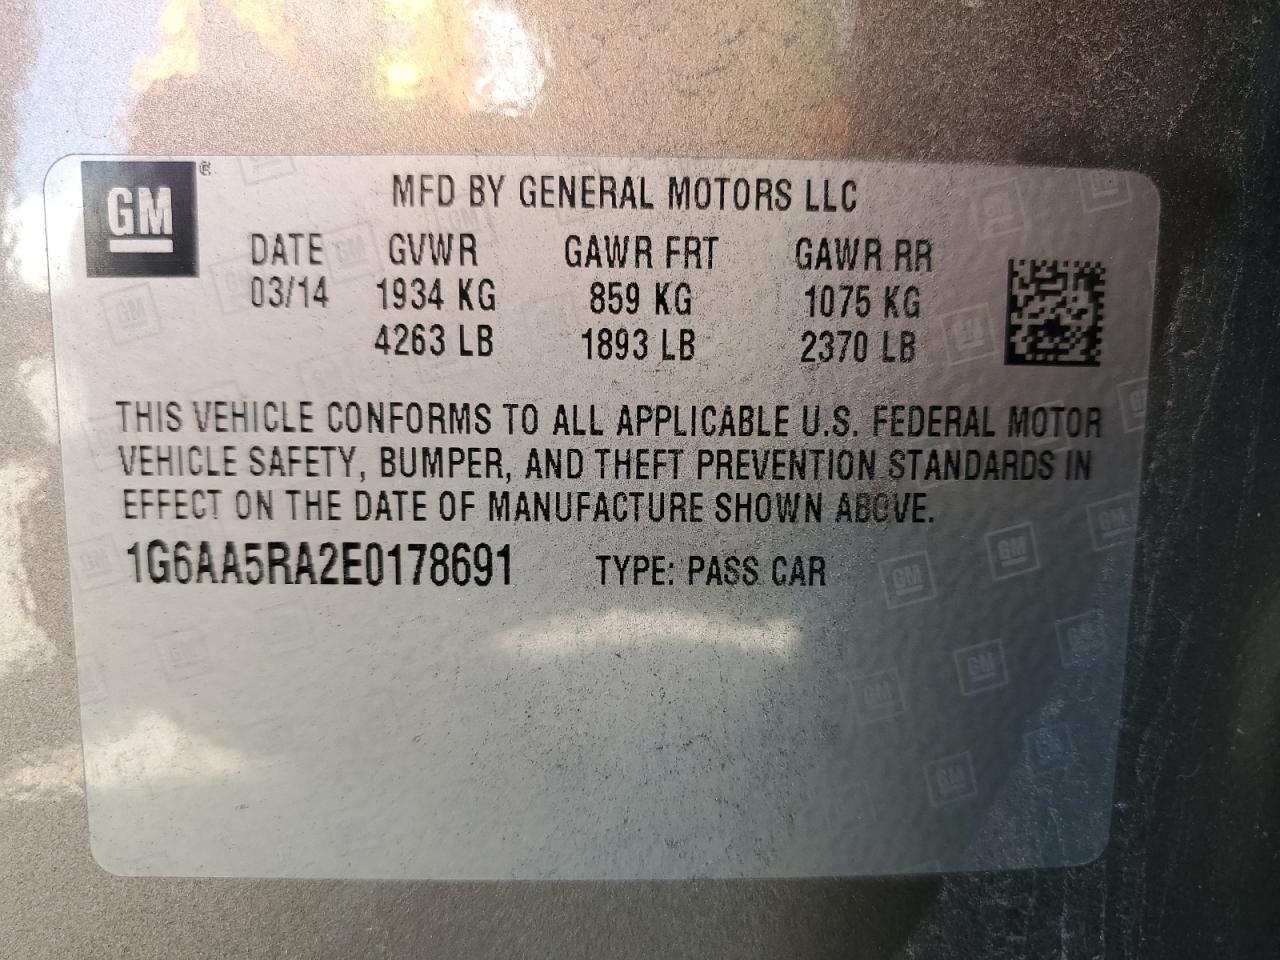 GM
MFD BY GENERAL MOTORS LLC
DATE GVWR GAWR FRT GAWR RR
03/14 1934 KG 859 KG 1075 KG
4263 LB 1893 LB 2370 LB
THIS VEHICLE CONFORMS TO ALL APPLICABLE U.S. FEDERAL MOTOR
VEHICLE SAFETY, BUMPER, AND THEFT PREVENTION STANDARDS IN
EFFECT ON THE DATE OF MANUFACTURE SHOWN ABOVE.
1G6AA5RA2E0178691 TYPE: PASS CAR